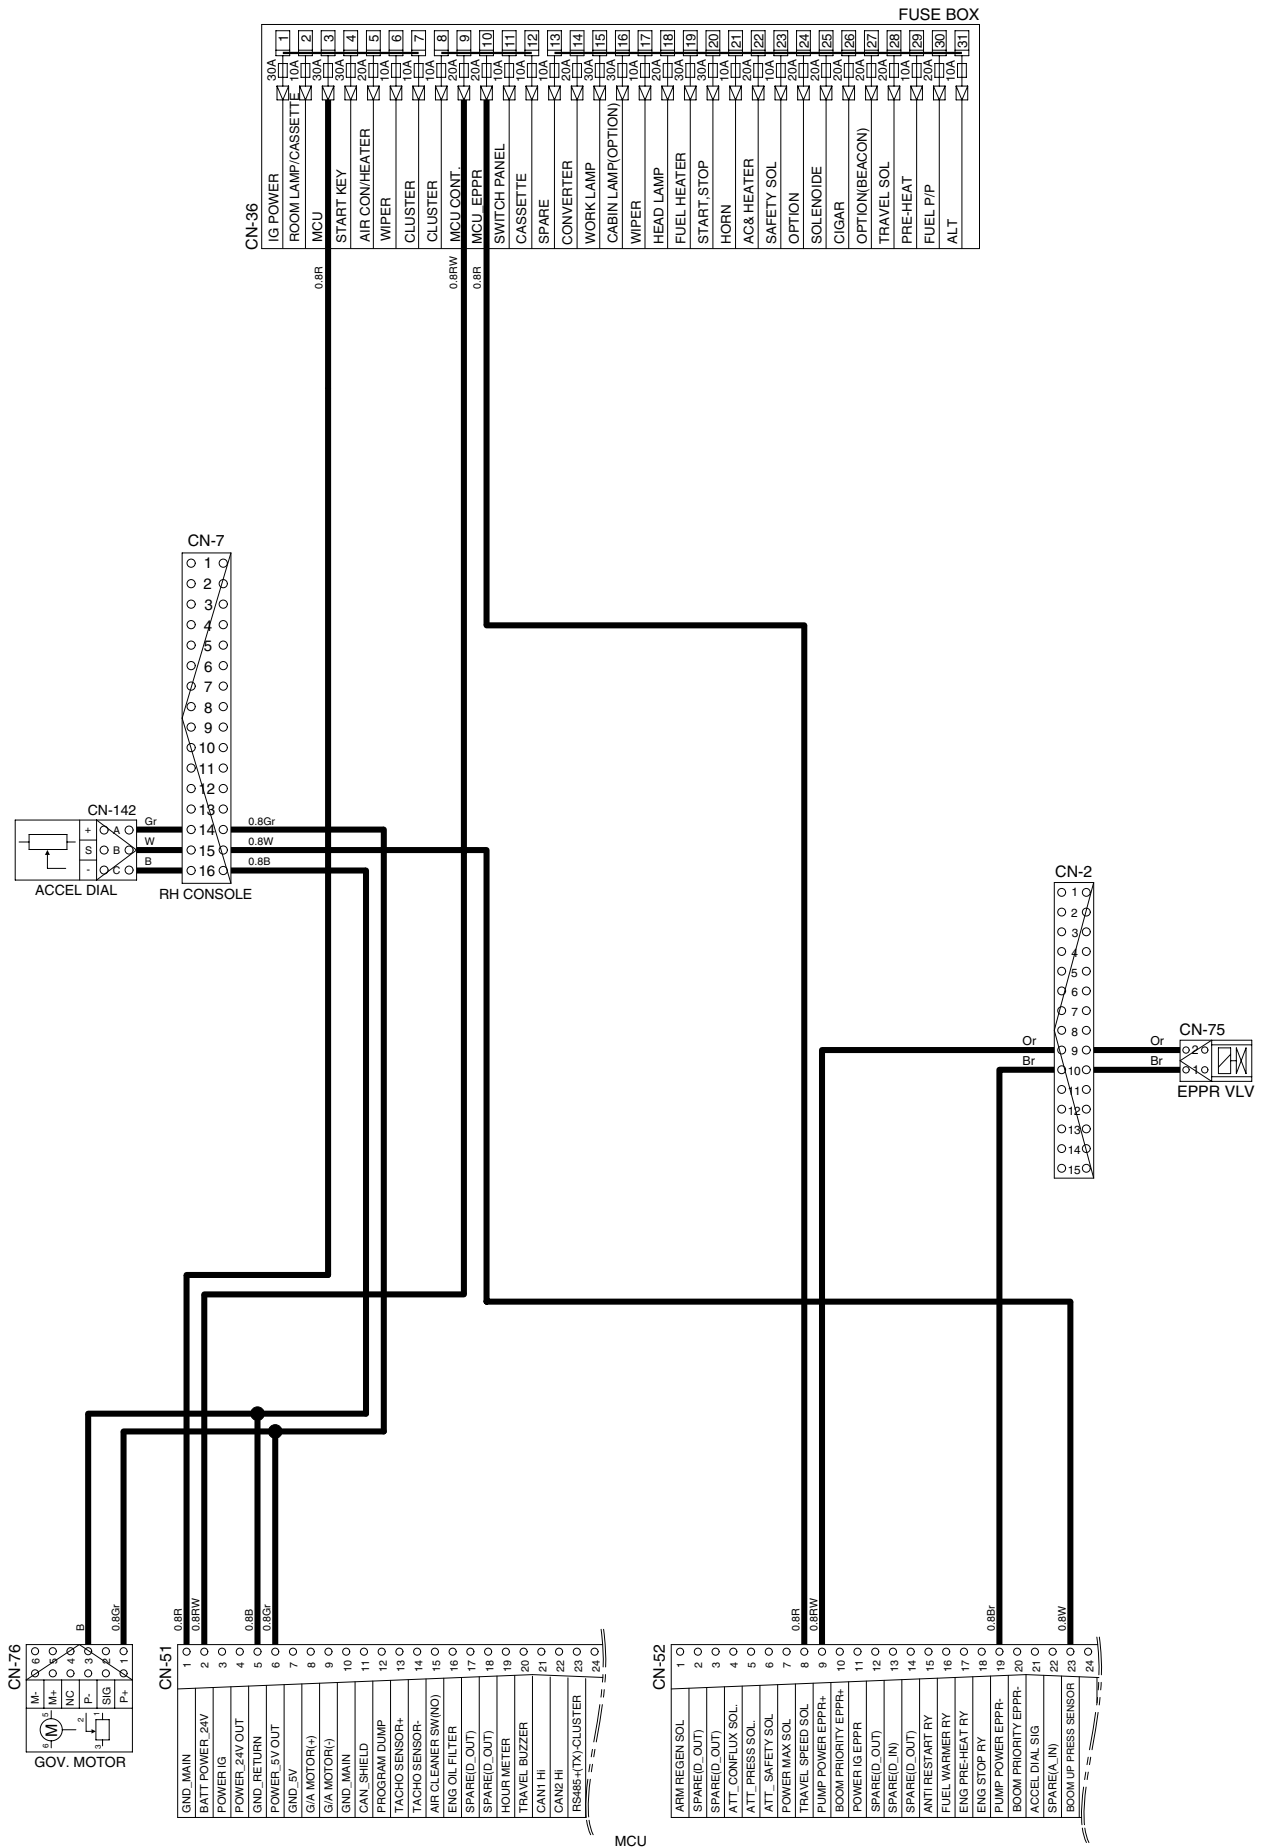 FUSE BOX
CN-36
1
2
3
4
5
6
7
8
9
10
11
12
13
14
15
16
17
18
19
20
21
22
23
24
25
26
27
28
29
30
31
30A
10A
30A
30A
20A
10A
10A
10A
20A
20A
10A
10A
10A
20A
30A
30A
10A
20A
30A
30A
10A
20A
10A
20A
20A
10A
20A
20A
10A
20A
10A
IG POWER
ROOM LAMP/CASSETTE
MCU
START KEY
AIR CON/HEATER
WIPER
CLUSTER
CLUSTER
MCU CONT.
MCU_EPPR
SWITCH PANEL
CASSETTE
SPARE
CONVERTER
WORK LAMP
CABIN LAMP(OPTION)
WIPER
HEAD LAMP
FUEL HEATER
START,STOP
HORN
AC& HEATER
SAFETY SOL
OPTION
SOLENOIDE
CIGAR
OPTION(BEACON)
TRAVEL SOL
PRE-HEAT
FUEL P/P
ALT
0.8R
0.8RW
0.8R
CN-7
1
2
3
4
5
6
7
8
9
10
11
12
13
14
15
16
RH CONSOLE
CN-142
+ A Gr 0.8Gr
S B W 0.8W
- C B 0.8B
ACCEL DIAL
CN-2
1
2
3
4
5
6
7
8
9
10
11
12
13
14
15
Or Or
Br Br
CN-75
2
1
EPPR VLV
CN-76
6 M-
5 M+
4 NC
3 P-
2 SIG
1 P+
B
0.8Gr
M
6
5
3
2
1
GOV. MOTOR
CN-51
0.8R
0.8RW
0.8B
0.8Gr
1 GND_MAIN
2 BATT POWER_24V
3 POWER IG
4 POWER_24V OUT
5 GND_RETURN
6 POWER_5V OUT
7 GND_5V
8 G/A MOTOR(+)
9 G/A MOTOR(-)
10 GND_MAIN
11 CAN_SHIELD
12 PROGRAM DUMP
13 TACHO SENSOR+
14 TACHO SENSOR-
15 AIR CLEANER SW(NO)
16 ENG OIL FILTER
17 SPARE(D_OUT)
18 SPARE(D_OUT)
19 HOUR METER
20 TRAVEL BUZZER
21 CAN1 Hi
22 CAN2 Hi
23 RS485+(TX)-CLUSTER
24
CN-52
0.8R
0.8RW
0.8Br
0.8W
1 ARM REGEN SOL
2 SPARE(D_OUT)
3 SPARE(D_OUT)
4 ATT_CONFLUX SOL.
5 ATT_PRESS SOL.
6 ATT_ SAFETY SOL
7 POWER MAX SOL
8 TRAVEL SPEED SOL
9 PUMP POWER EPPR+
10 BOOM PRIORITY EPPR+
11 POWER IG EPPR
12 SPARE(D_OUT)
13 SPARE(D_IN)
14 SPARE(D_OUT)
15 ANTI RESTART RY
16 FUEL WARMER RY
17 ENG PRE-HEAT RY
18 ENG STOP RY
19 PUMP POWER EPPR-
20 BOOM PRIORITY EPPR-
21 ACCEL DIAL SIG
22 SPARE(A_IN)
23 BOOM UP PRESS SENSOR
24
MCU